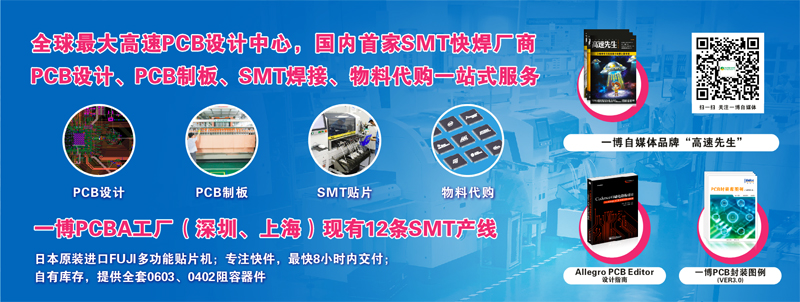 全球最大高速PCB设计中心，国内首家SMT快焊厂商
PCB设计、PCB制板、SMT焊接、物料代购一站式服务
PCB设计
PCB制板
SMT贴片
物料代购
一博PCBA工厂（深圳、上海）现有12条SMT产线
日本原装进口FUJI多功能贴片机；专注快件，最快8小时内交付；
自有库存，提供全套0603、0402阻容器件
高速先生
扫一扫 关注一博自媒体
一博自媒体品牌“高速先生”
Allegro PCB Editor
设计指南
一博PCB封装图例
(VER3.0)